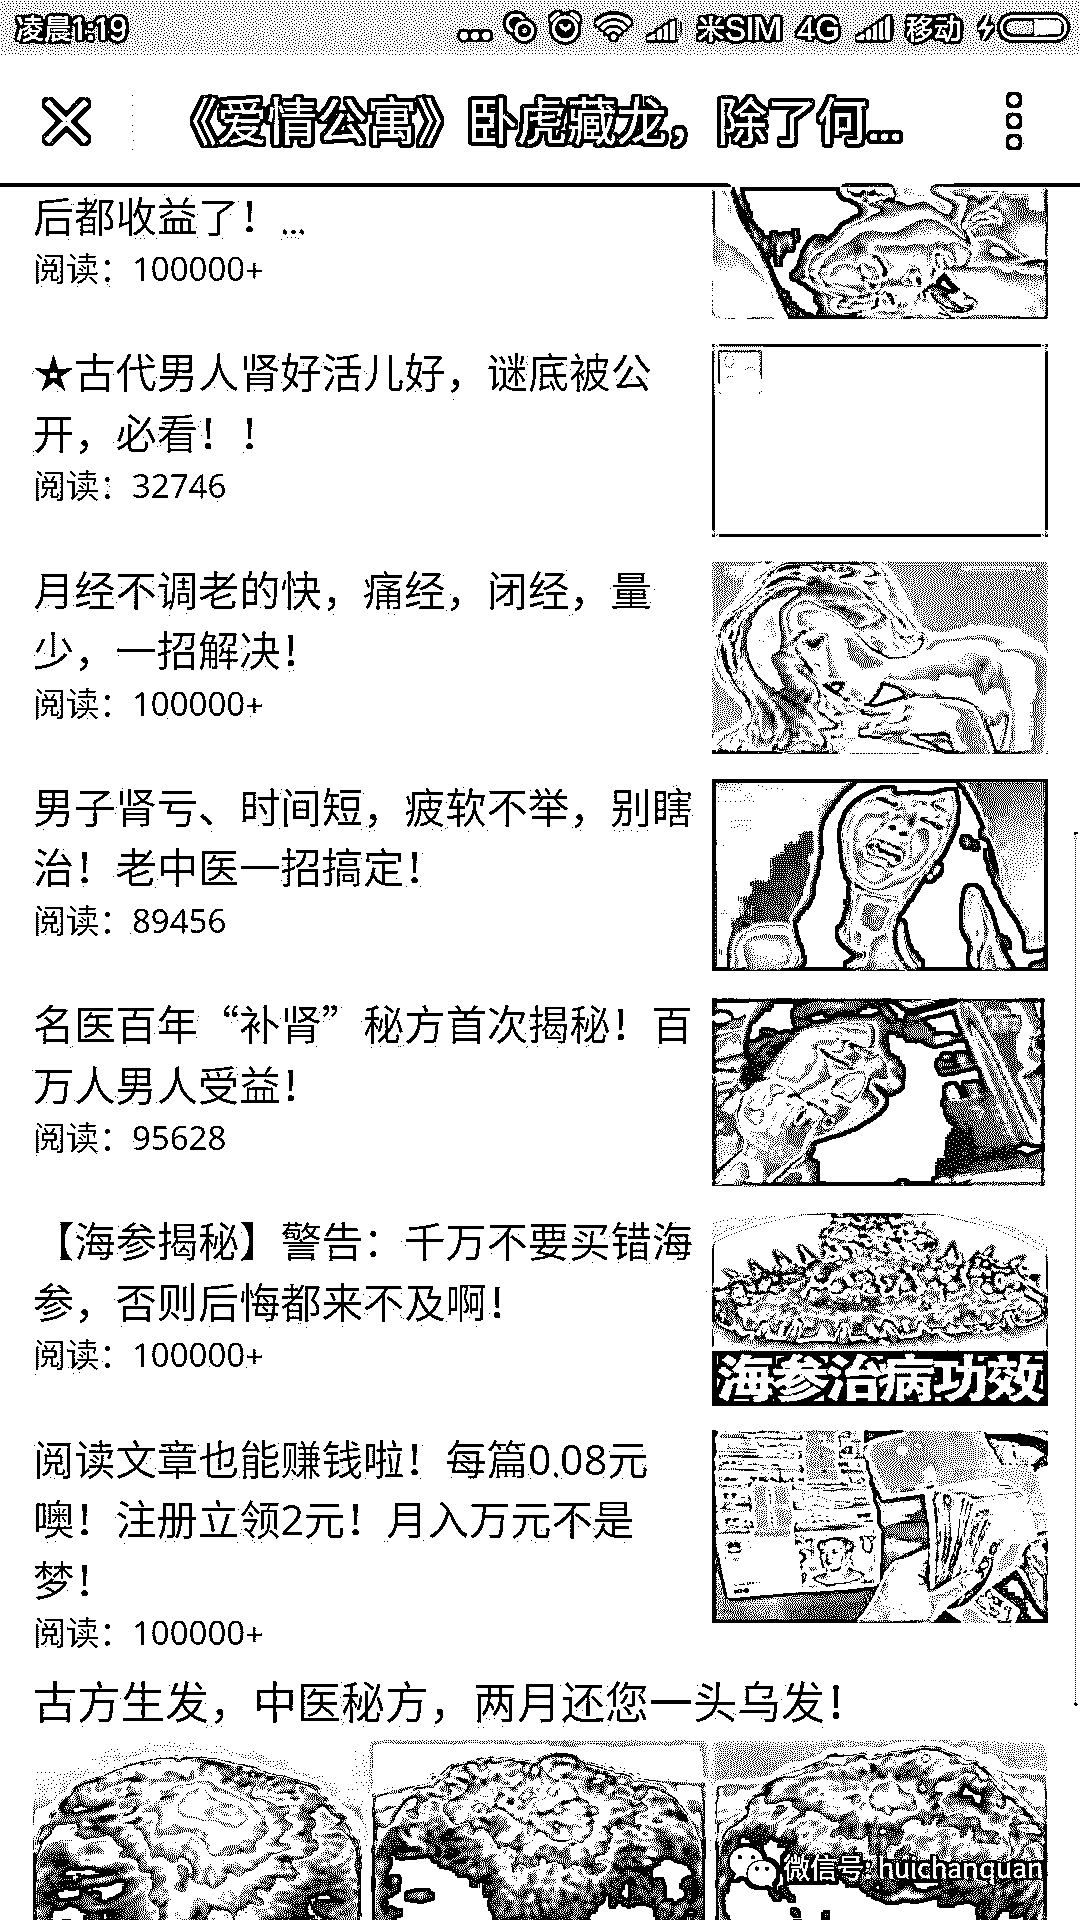 凌晨1:19
... 米SIM 4G 移动
《爱情公寓》卧虎藏龙，除了何...
后都收益了！...
阅读：100000+
★古代男人肾好活儿好，谜底被公
开，必看！！
阅读：32746
月经不调老的快，痛经，闭经，量
少，一招解决！
阅读：100000+
男子肾亏、时间短，疲软不举，别瞎
治！老中医一招搞定！
阅读：89456
名医百年“补肾”秘方首次揭秘！百
万人男人受益！
阅读：95628
【海参揭秘】警告：千万不要买错海
参，否则后悔都来不及啊！
阅读：100000+
海参治病功效
阅读文章也能赚钱啦！每篇0.08元
噢！注册立领2元！月入万元不是
梦！
阅读：100000+
古方生发，中医秘方，两月还您一头乌发！
微信号: huichanquan